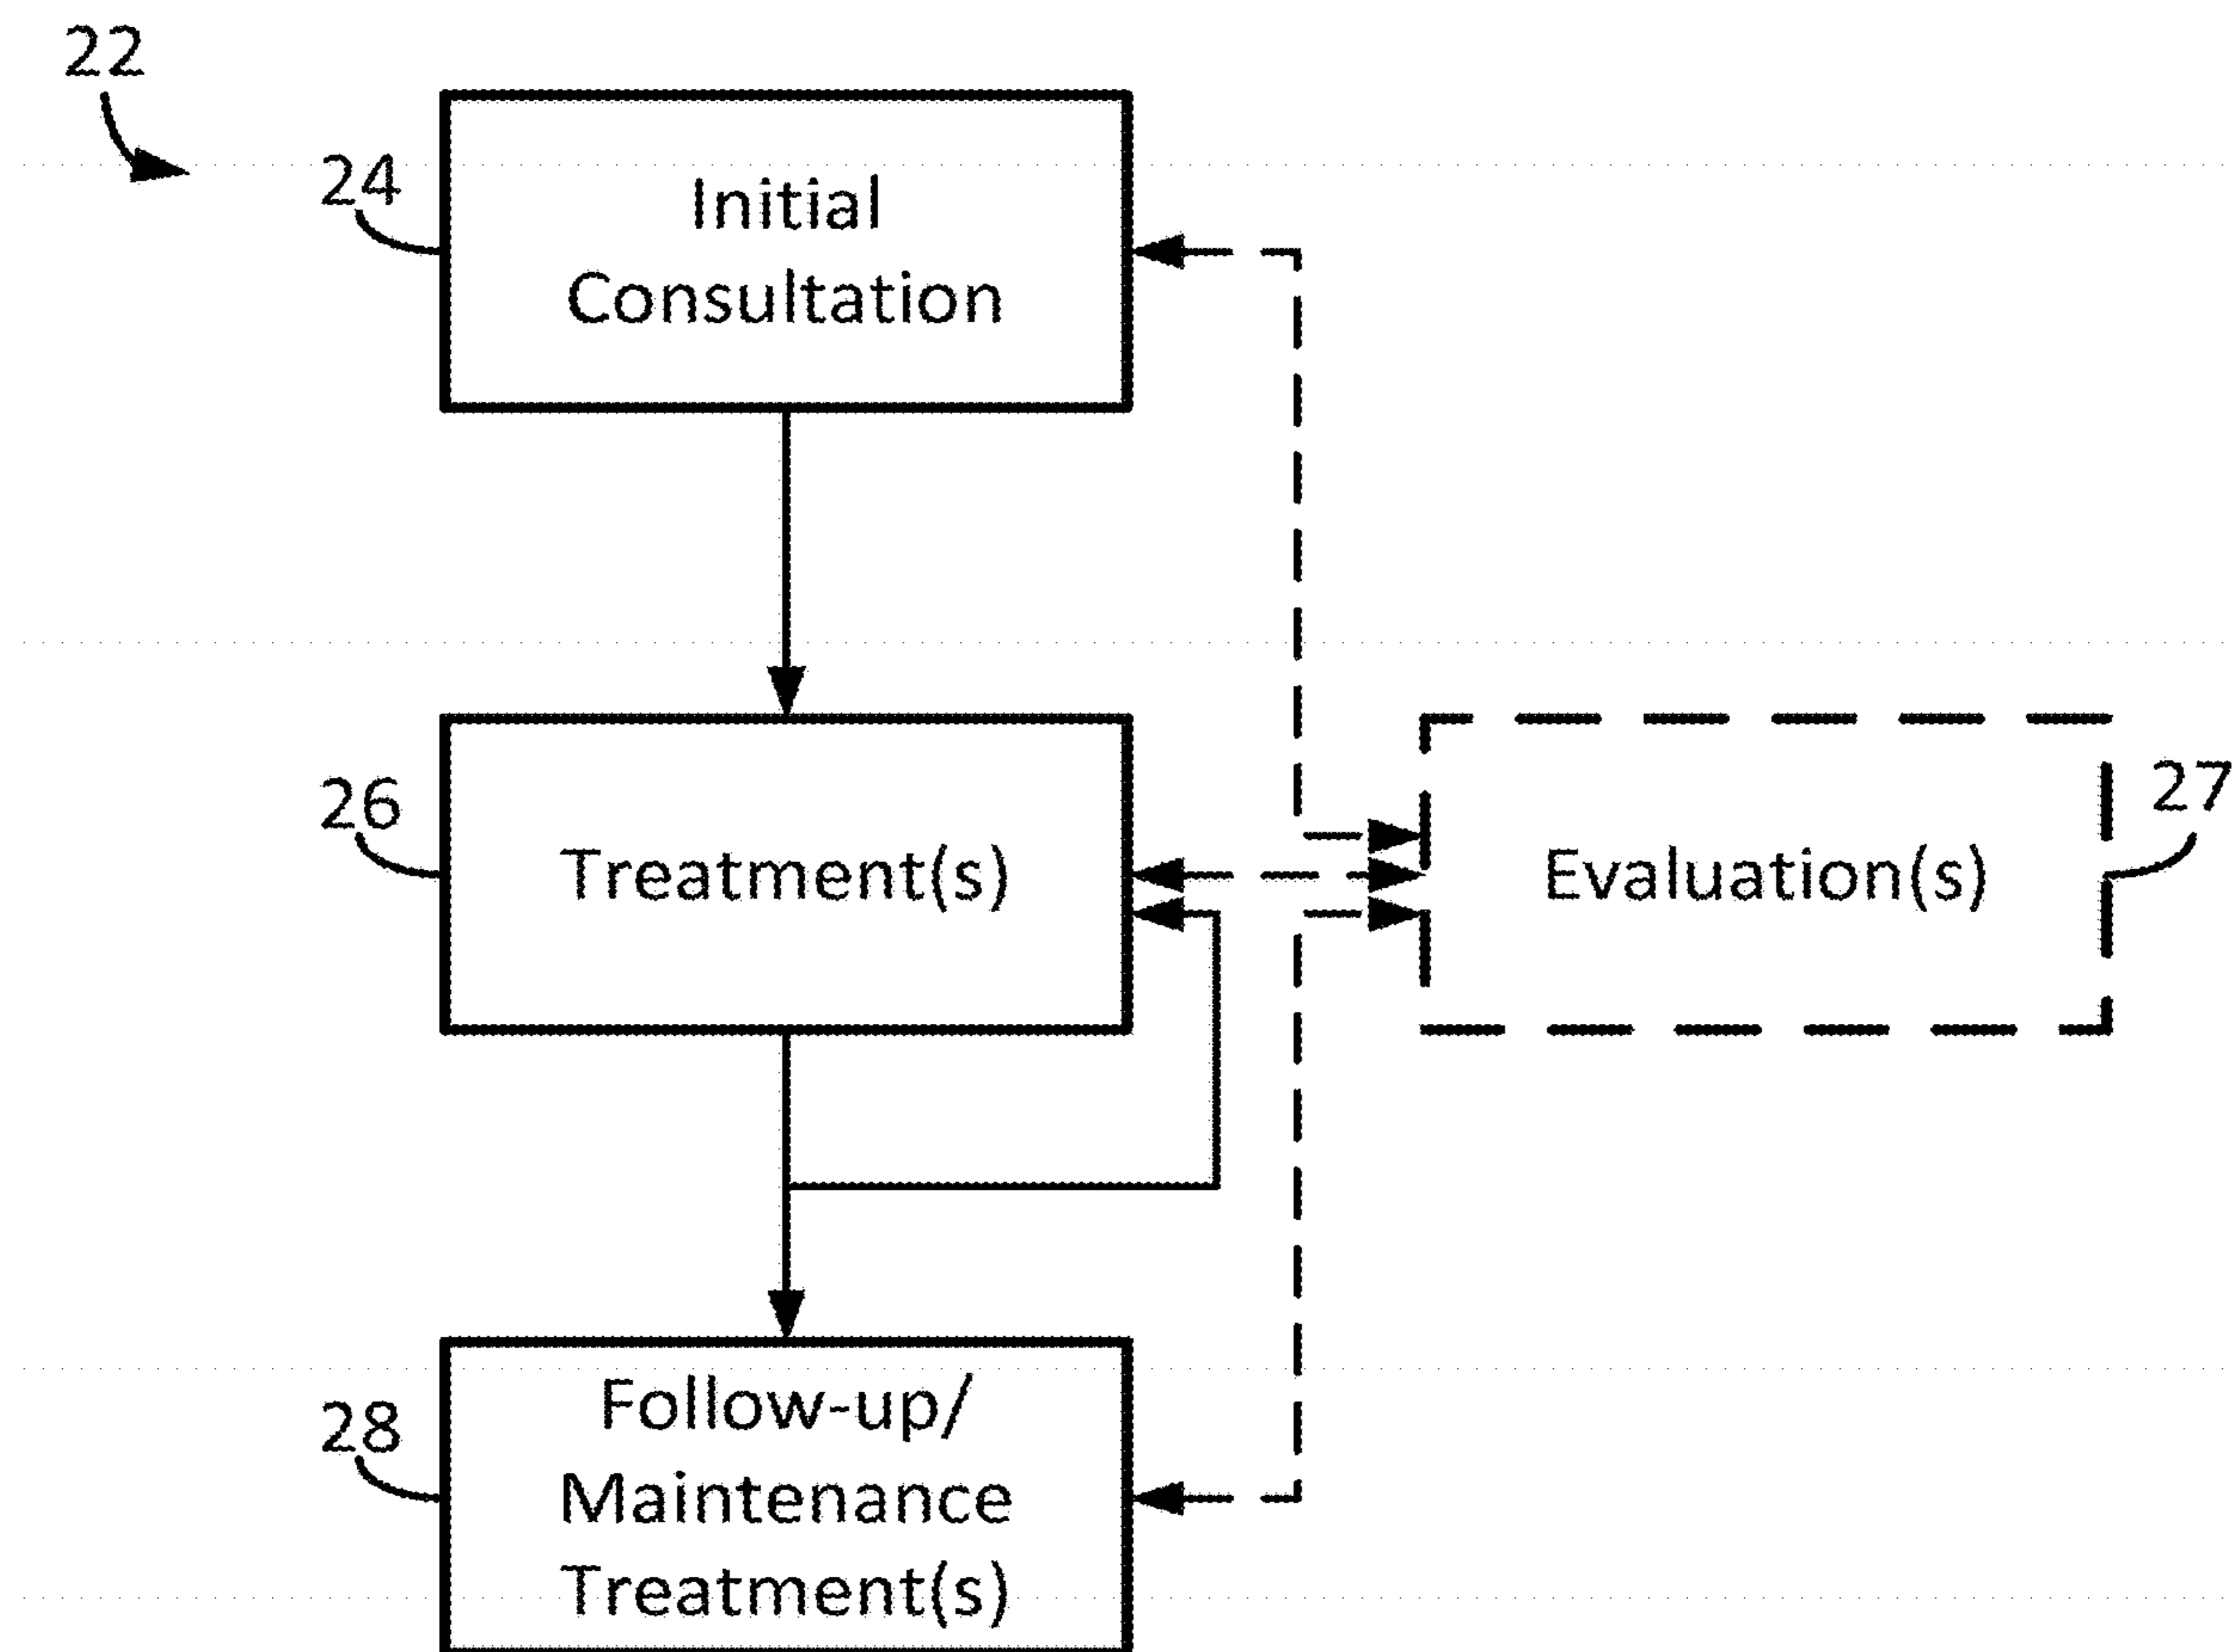 22
24
Initial
Consultation
26
Treatment(s)
27
Evaluation(s)
28
Follow-up/
Maintenance
Treatment(s)